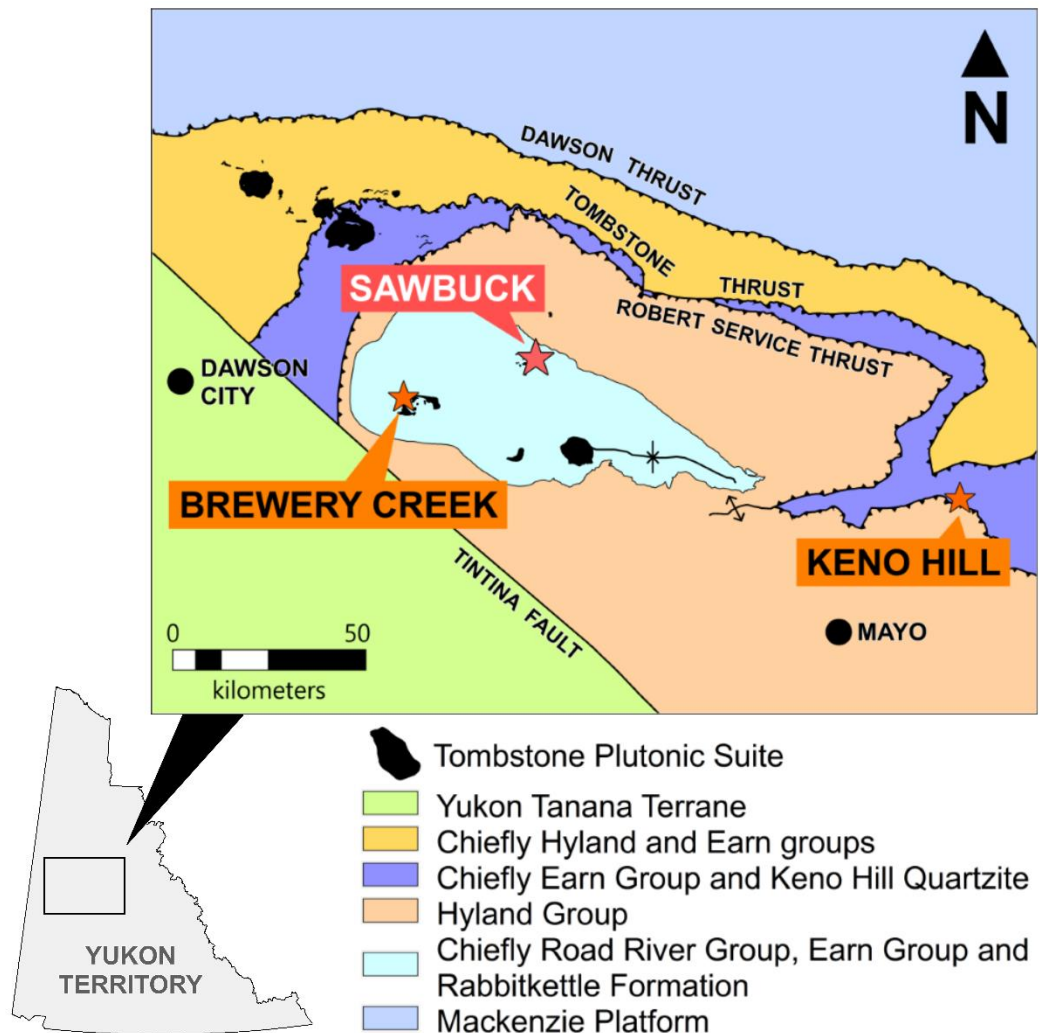 N
DAWSON THRUST
TOMBSTONE
THRUST
SAWBUCK
ROBERT SERVICE THRUST
DAWSON
CITY
BREWERY CREEK
KENO HILL
TINTINA FAULT
MAYO
0 50
kilometers
Tombstone Plutonic Suite
Yukon Tanana Terrane
Chiefly Hyland and Earn groups
Chiefly Earn Group and Keno Hill Quartzite
Hyland Group
Chiefly Road River Group, Earn Group and
Rabbitkettle Formation
Mackenzie Platform
YUKON
TERRITORY